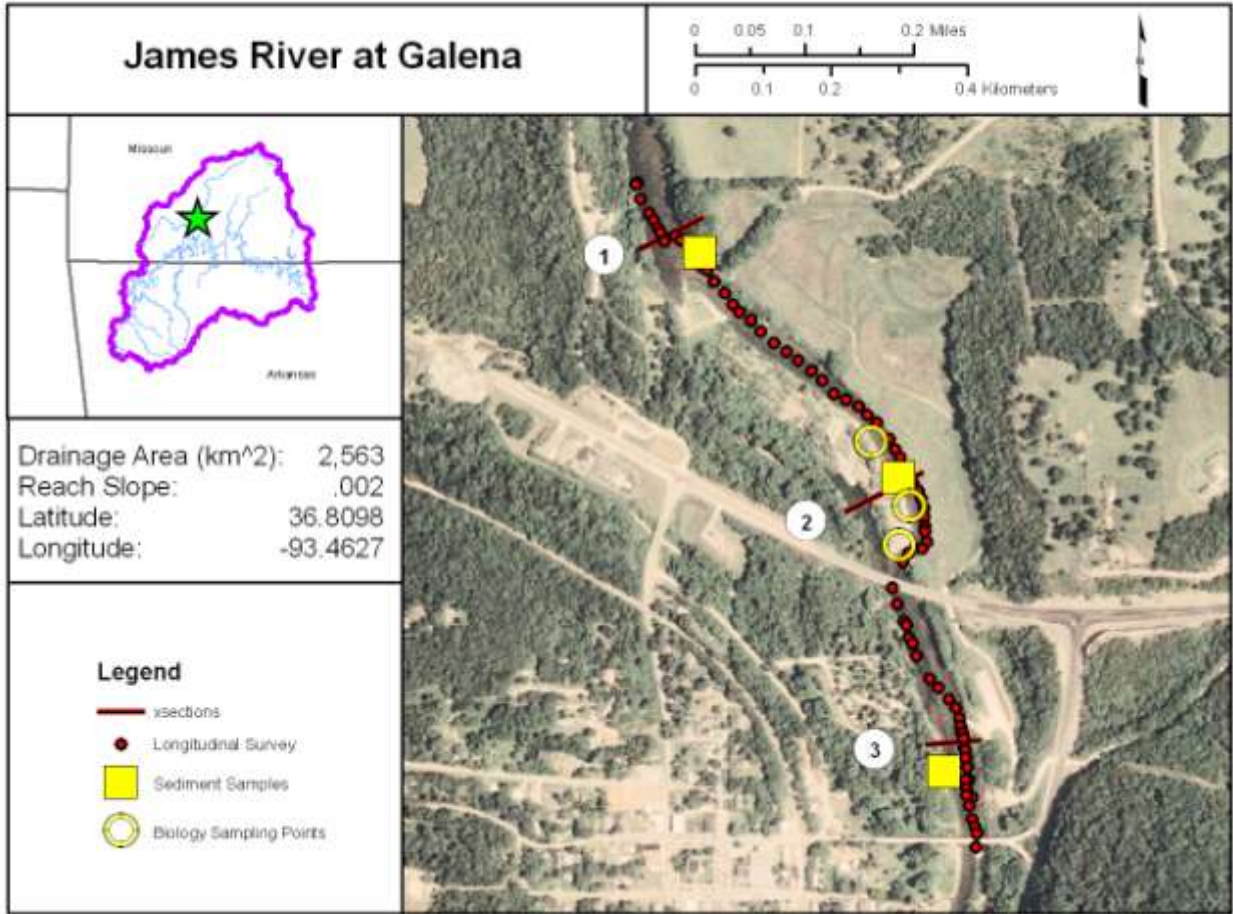 James River at Galena
0 0.05 0.1 0.2 Miles
0 0.1 0.2 0.4 Kilometers
N
Missouri
Arkansas
Drainage Area (km^2): 2,563
Reach Slope: .002
Latitude: 36.8098
Longitude: -93.4627
Legend
xsections
Longitudinal Survey
Sediment Samples
Biology Sampling Points
1
2
3